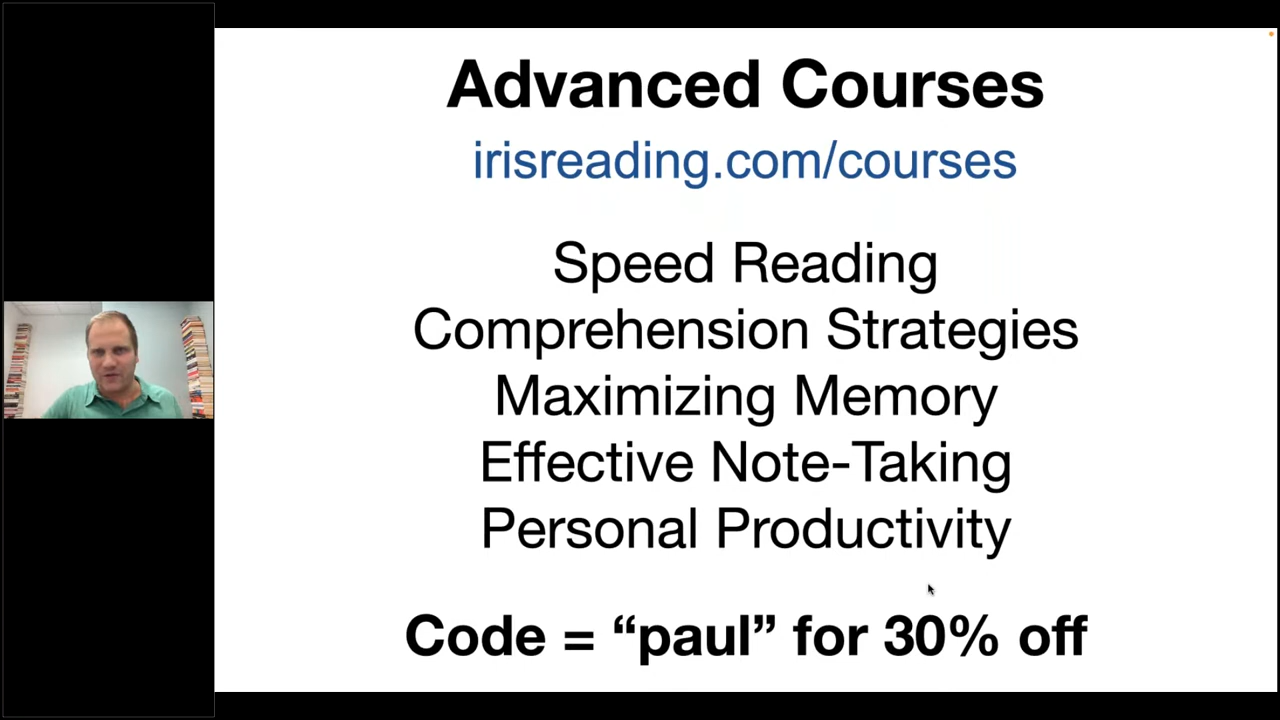 Advanced Courses
irisreading.com/courses
Speed Reading
Comprehension Strategies
Maximizing Memory
Effective Note-Taking
Personal Productivity
Code = “paul” for 30% off